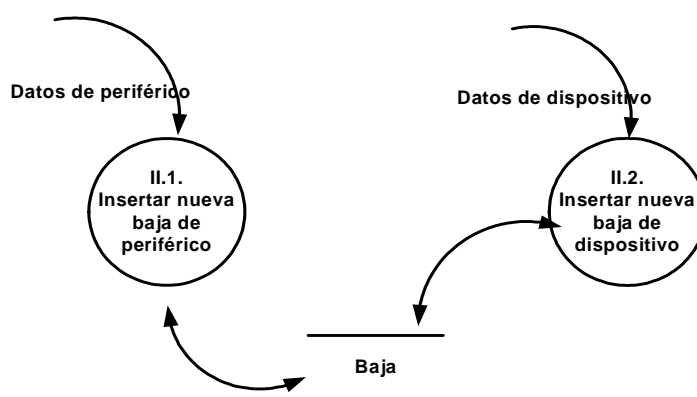 Datos de periférico
Datos de dispositivo
II.1.
Insertar nueva
baja de
periférico
II.2.
Insertar nueva
baja de
dispositivo
Baja